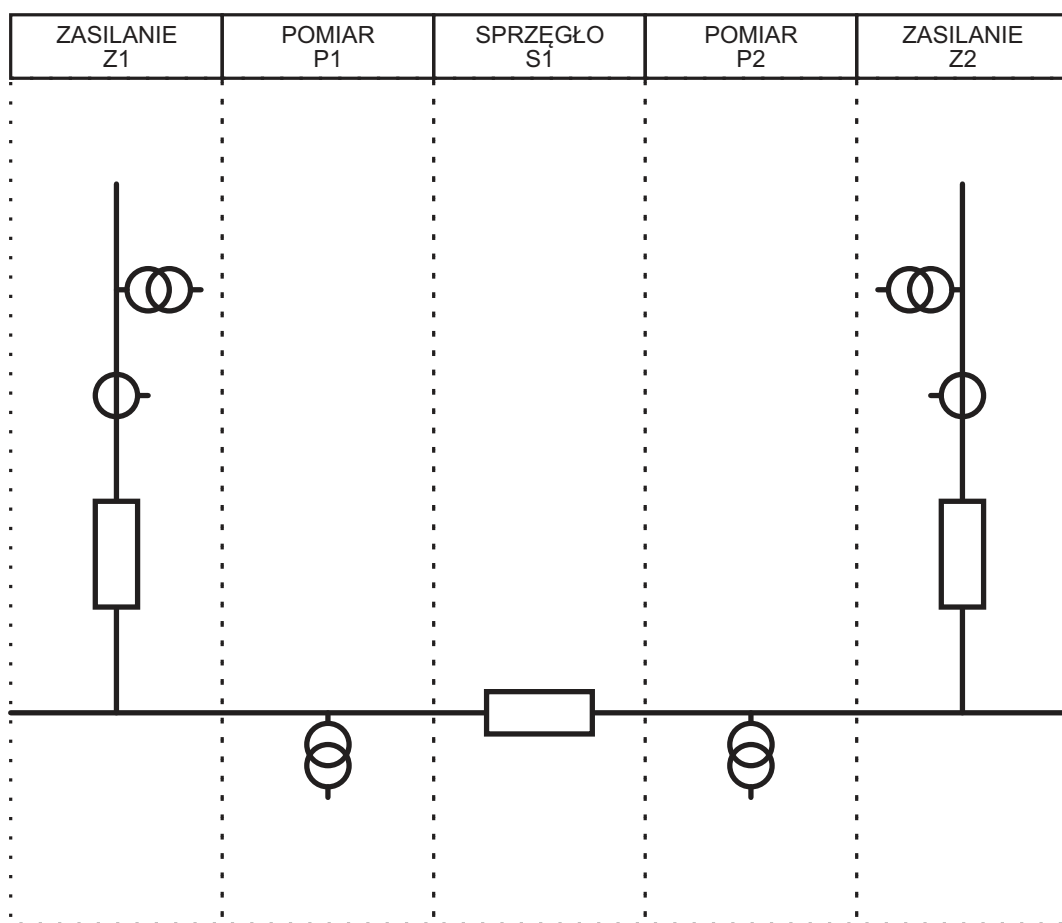 ZASILANIE
Z1
POMIAR
P1
SPRZĘGŁO
S1
POMIAR
P2
ZASILANIE
Z2